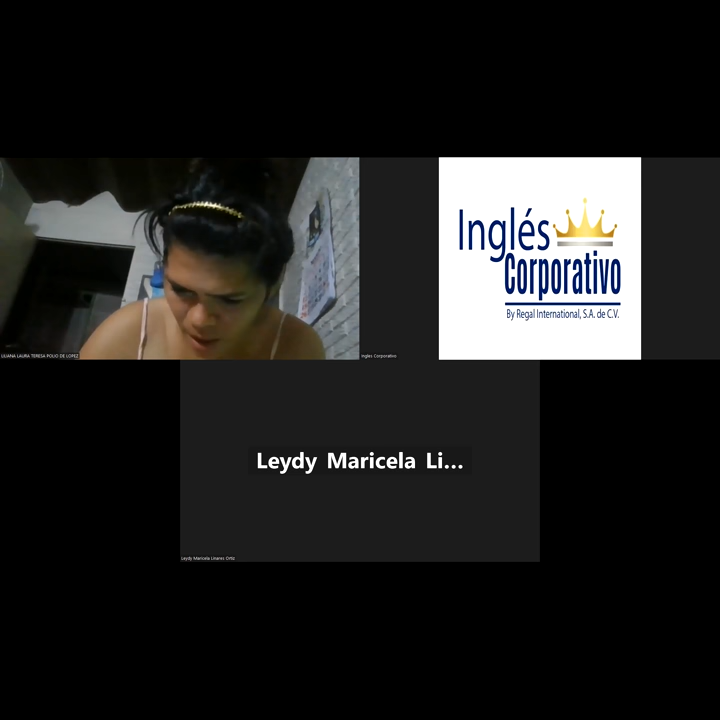 LILIANA LAURA TERESA POLIO DE LOPEZ
Inglés
Corporativo
By Regal International, S.A. de C.V.
Ingles Corporativo
Leydy Maricela Li...
Leydy Maricela Linares Ortiz